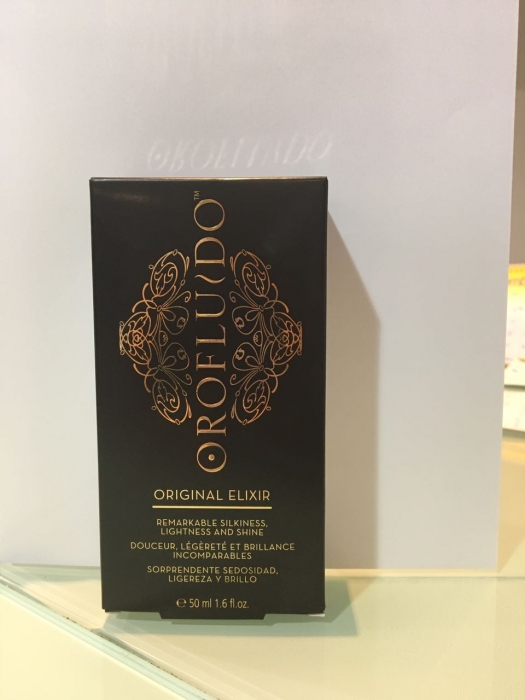 OROFLUIDO
OROFLUIDO™
ORIGINAL ELIXIR
REMARKABLE SILKINESS,
LIGHTNESS AND SHINE
DOUCEUR, LÉGÈRETÉ ET BRILLANCE
INCOMPARABLES
SORPRENDENTE SEDOSIDAD,
LIGEREZA Y BRILLO
℮ 50 ml 1.6 fl.oz.